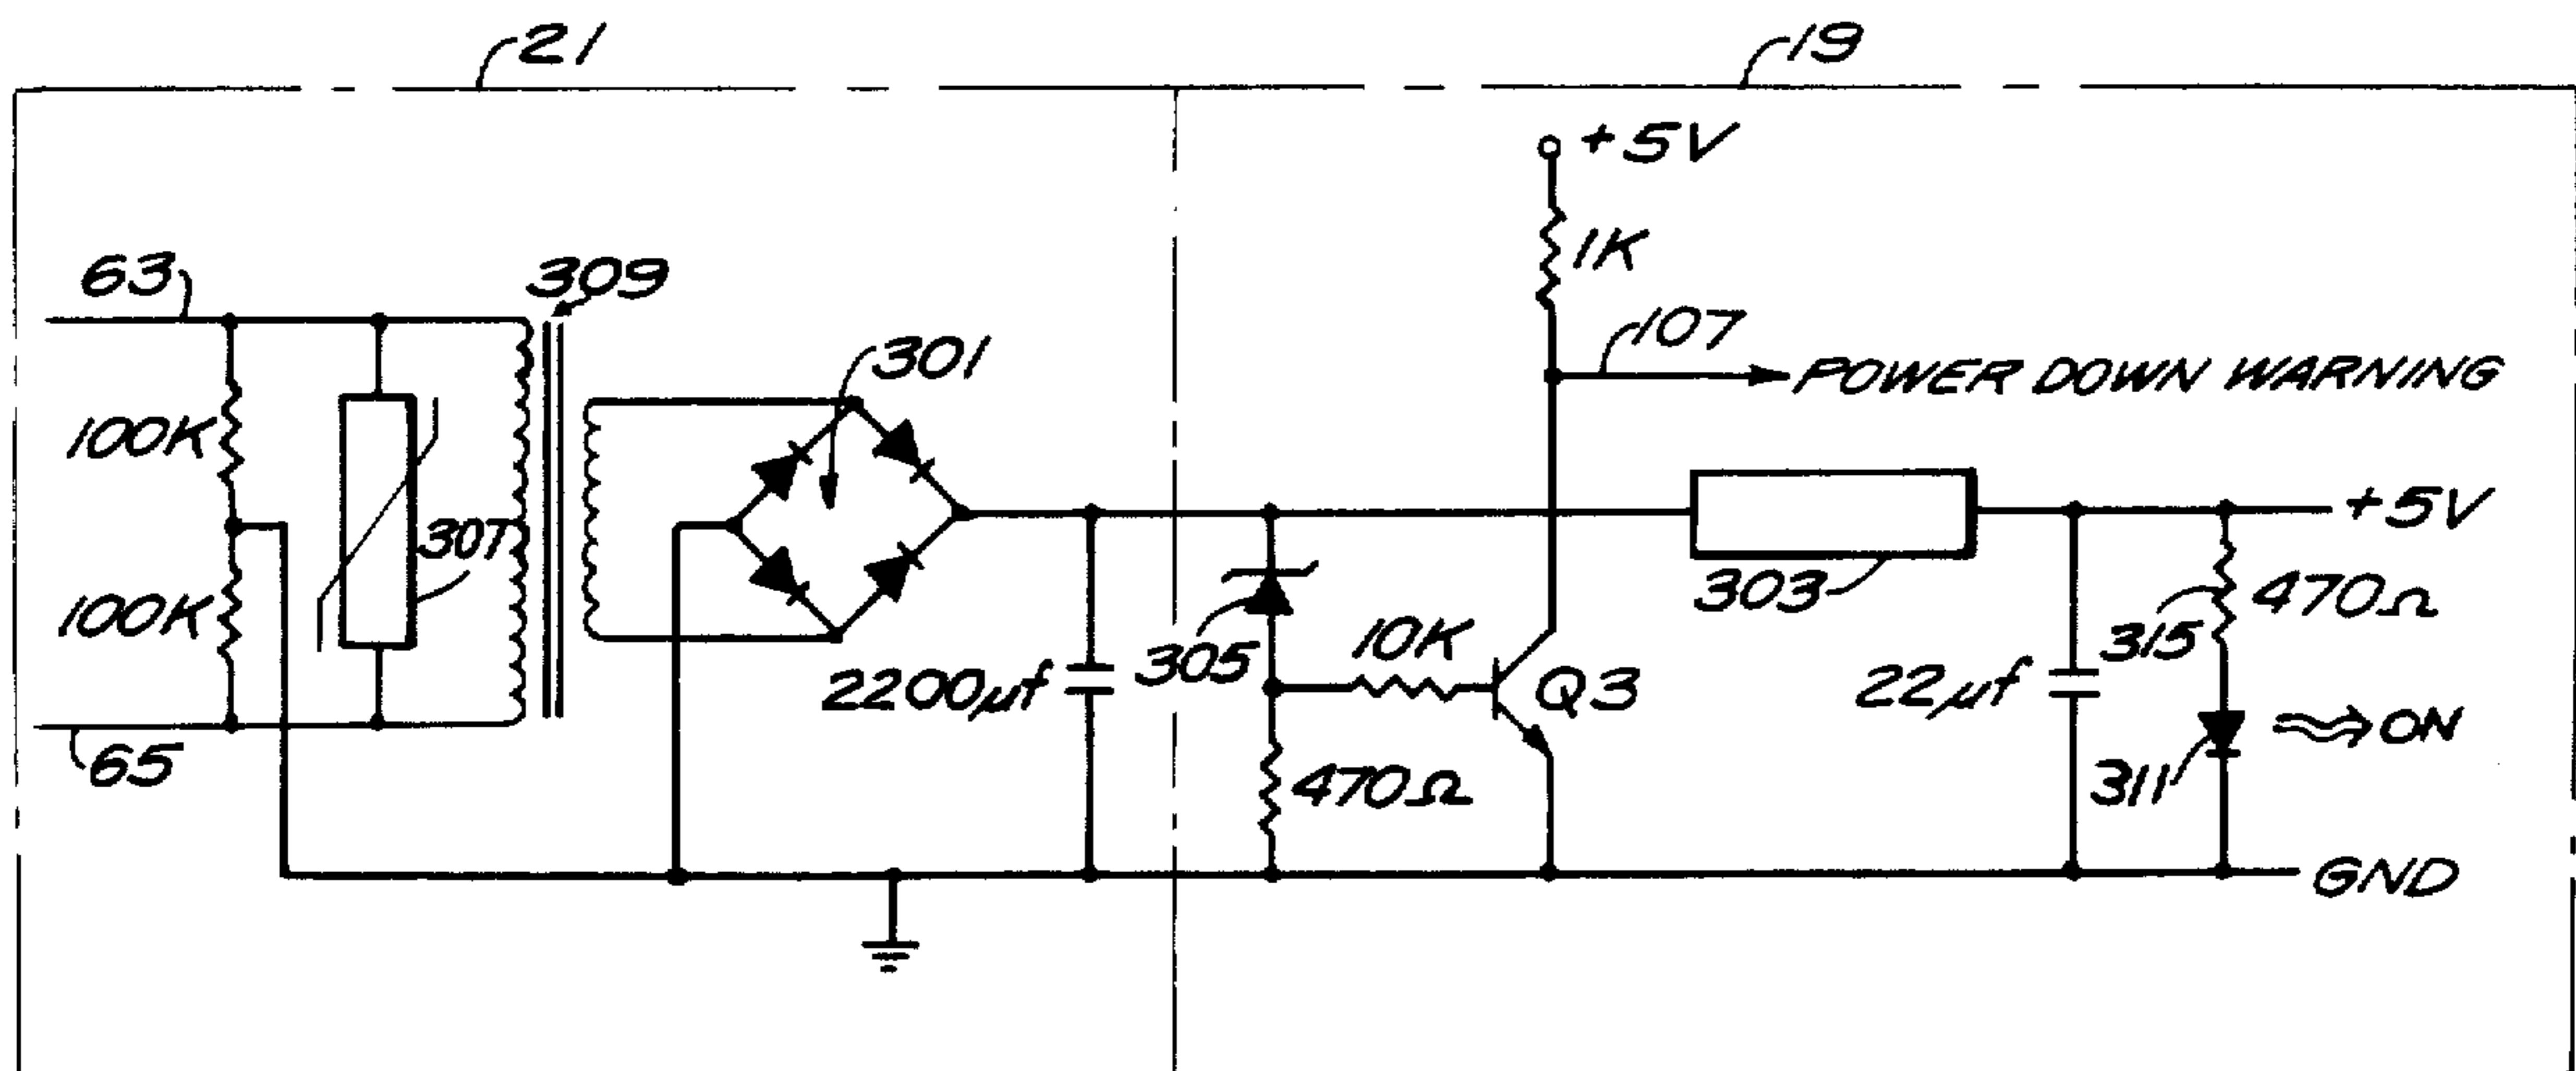 21
19
+5V
1K
63
309
107
POWER DOWN WARNING
301
100K
307
+5V
303
470Ω
315
100K
10K
305
2200µf
Q3
22µf
ON
65
470Ω
311
GND